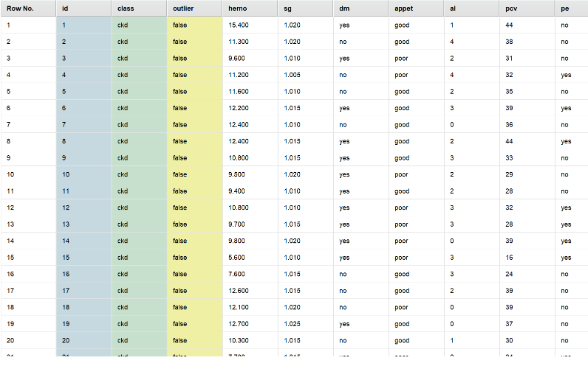 Row No. id class outlier hemo sg dm appet al pcv pe
1 1 ckd false 15.400 1.020 yes good 1 44 no
2 2 ckd false 11.300 1.020 no good 4 38 no
3 3 ckd false 9.600 1.010 yes poor 2 31 no
4 4 ckd false 11.200 1.005 no poor 4 32 yes
5 5 ckd false 11.600 1.010 no good 2 35 no
6 6 ckd false 12.200 1.015 yes good 3 39 yes
7 7 ckd false 12.400 1.010 no good 0 36 no
8 8 ckd false 12.400 1.015 yes good 2 44 yes
9 9 ckd false 10.800 1.015 yes good 3 33 no
10 10 ckd false 9.500 1.020 yes poor 2 29 no
11 11 ckd false 9.400 1.010 yes good 2 28 no
12 12 ckd false 10.800 1.010 yes poor 3 32 yes
13 13 ckd false 9.700 1.015 yes poor 3 28 yes
14 14 ckd false 9.800 1.020 yes poor 0 39 yes
15 15 ckd false 5.600 1.010 yes poor 3 16 yes
16 16 ckd false 7.600 1.015 no good 3 24 no
17 17 ckd false 12.600 1.015 no good 2 39 no
18 18 ckd false 12.100 1.020 no poor 0 39 no
19 19 ckd false 12.700 1.025 yes good 0 37 no
20 20 ckd false 10.300 1.015 no good 1 30 no